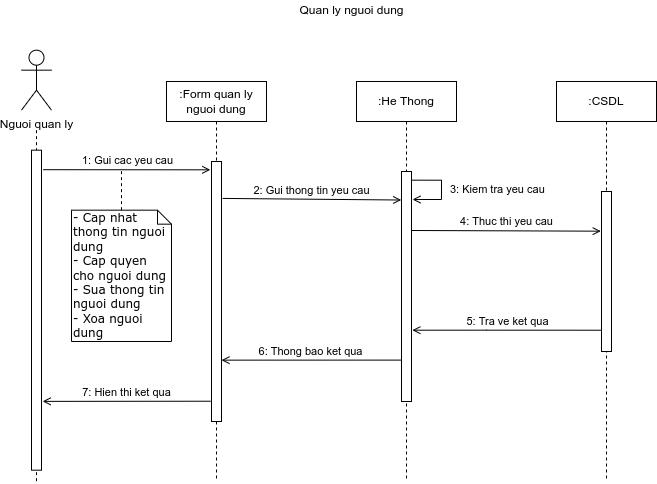 Quan ly nguoi dung
:Form quan ly
nguoi dung
:He Thong
:CSDL
Nguoi quan ly
1: Gui cac yeu cau
2: Gui thong tin yeu cau
3: Kiem tra yeu cau
4: Thuc thi yeu cau
- Cap nhat
thong tin nguoi
dung
- Cap quyen
cho nguoi dung
- Sua thong tin
nguoi dung
- Xoa nguoi
dung
5: Tra ve ket qua
6: Thong bao ket qua
7: Hien thi ket qua